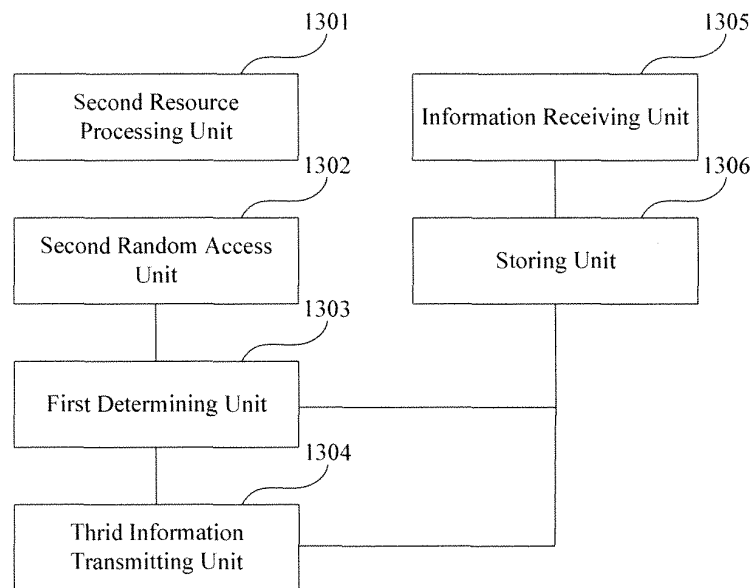 1301
Second Resource
Processing Unit
1305
Information Receiving Unit
1302
Second Random Access
Unit
1306
Storing Unit
1303
First Determining Unit
1304
Thrid Information
Transmitting Unit